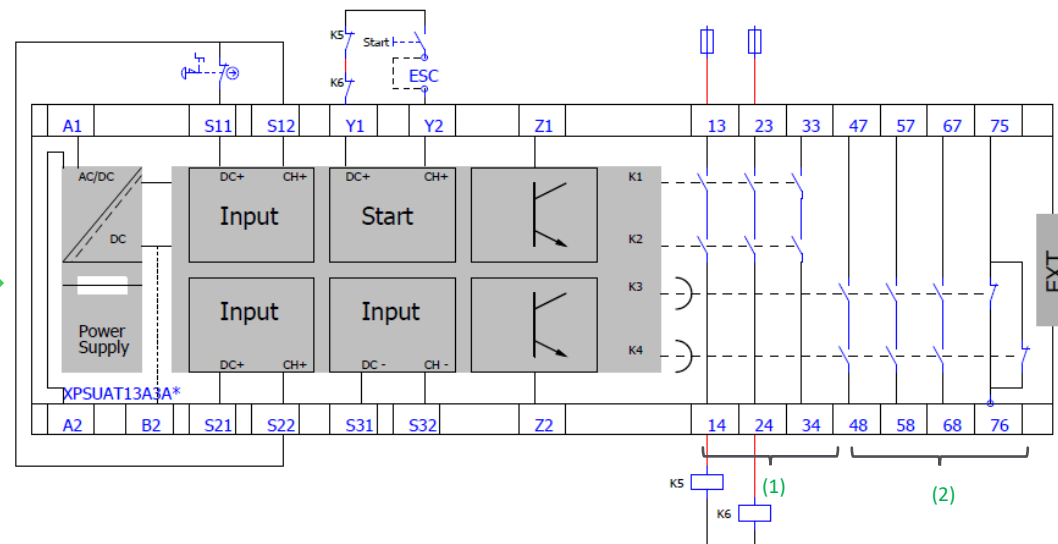 K5
Start
K6
ESC
A1 S11 S12 Y1 Y2 Z1 13 23 33 47 57 67 75
AC/DC
DC
DC+ CH+
Input
DC+ CH+
Start
K1
K2
EXT
Power
Supply
Input
DC+ CH+
Input
DC - CH -
K3
K4
XPSUAT13A3A*
A2 B2 S21 S22 S31 S32 Z2 14 24 34 48 58 68 76
K5
(1)
(2)
K6